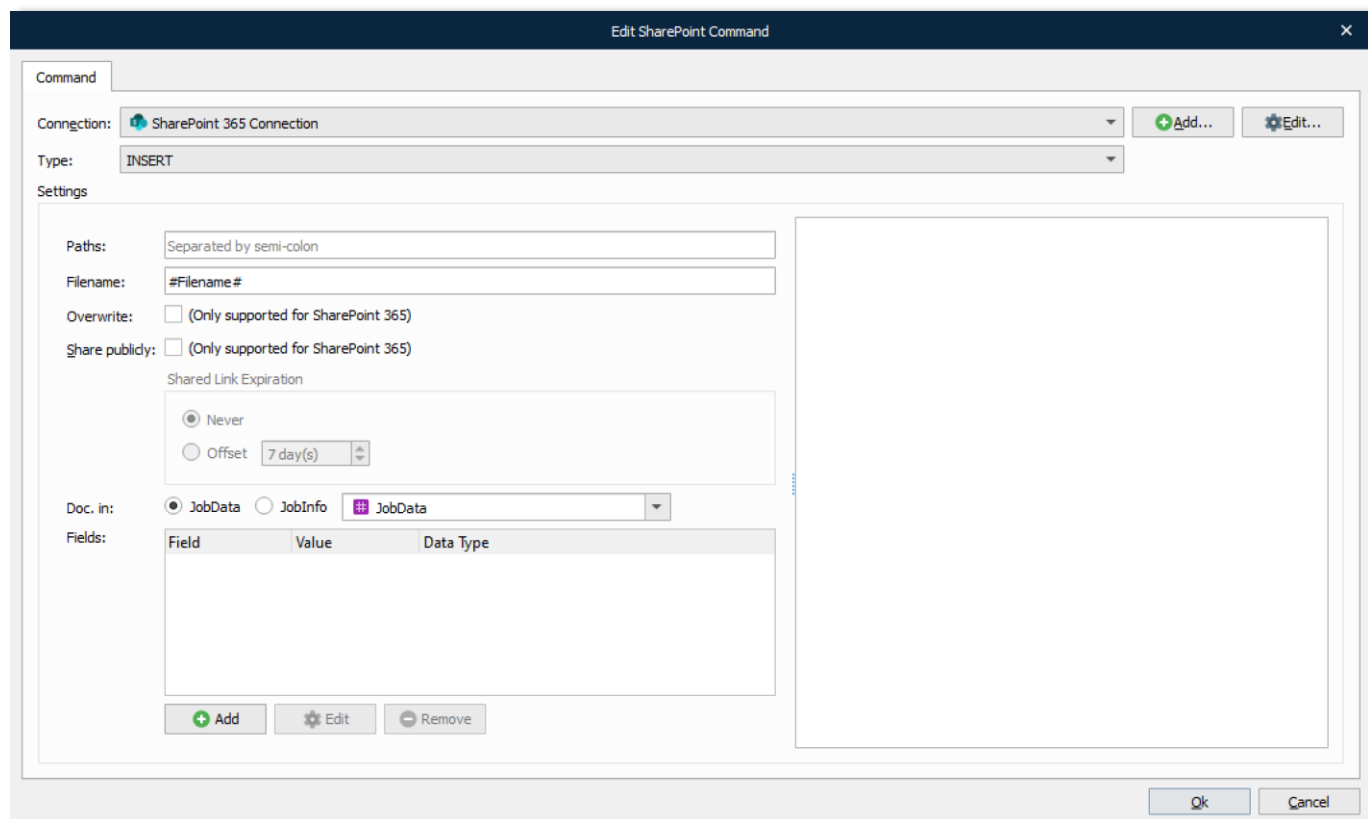 Edit SharePoint Command
Command
Connection: SharePoint 365 Connection Add... Edit...
Type: INSERT
Settings
Paths: Separated by semi-colon
Filename: #Filename#
Overwrite: (Only supported for SharePoint 365)
Share publicly: (Only supported for SharePoint 365)
Shared Link Expiration
Never
Offset 7 day(s)
Doc. in: JobData JobInfo # JobData
Fields: Field Value Data Type
Add Edit Remove
Ok Cancel